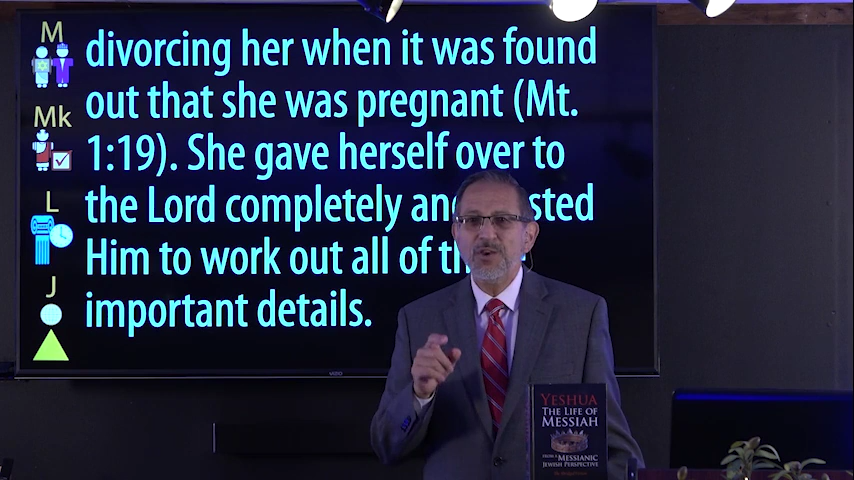 M
Mk
L
J
divorcing her when it was found
out that she was pregnant (Mt.
1:19). She gave herself over to
the Lord completely and
Him to work out all of
important details.
VIZIO
YESHUA
THE LIFE OF
MESSIAH
FROM A
MESSIANIC
JEWISH PERSPECTIVE